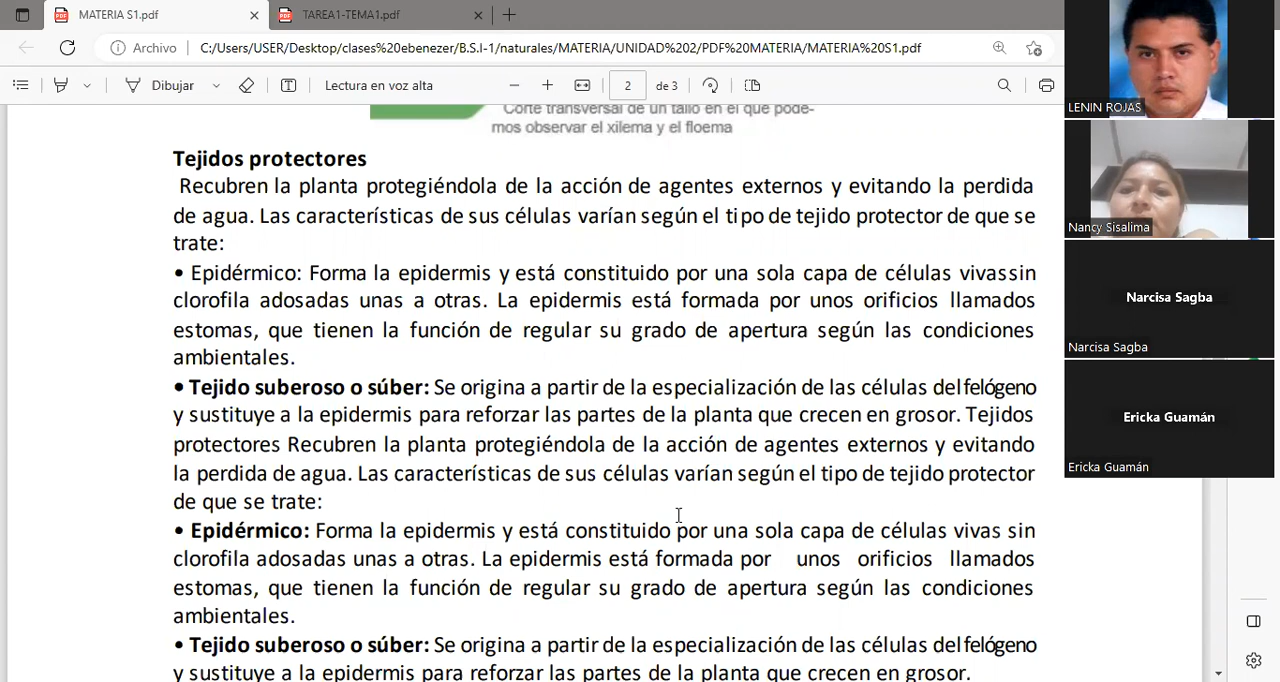 MATERIA S1.pdf
TAREA1-TEMA1.pdf
Archivo
C:/Users/USER/Desktop/clases%20ebenezer/B.S.I-1/naturales/MATERIA/UNIDAD%202/PDF%20MATERIA/MATERIA%20S1.pdf
Dibujar
Lectura en voz alta
2 de 3
Corte transversal de un tallo en el que pode-
mos observar el xilema y el floema
Tejidos protectores
Recubren la planta protegiéndola de la acción de agentes externos y evitando la perdida
de agua. Las características de sus células varían según el tipo de tejido protector de que se
trate:
• Epidérmico: Forma la epidermis y está constituido por una sola capa de células vivassin
clorofila adosadas unas a otras. La epidermis está formada por unos orificios llamados
estomas, que tienen la función de regular su grado de apertura según las condiciones
ambientales.
• Tejido suberoso o súber: Se origina a partir de la especialización de las células delfelógeno
y sustituye a la epidermis para reforzar las partes de la planta que crecen en grosor. Tejidos
protectores Recubren la planta protegiéndola de la acción de agentes externos y evitando
la perdida de agua. Las características de sus células varían según el tipo de tejido protector
de que se trate:
• Epidérmico: Forma la epidermis y está constituido por una sola capa de células vivas sin
clorofila adosadas unas a otras. La epidermis está formada por unos orificios llamados
estomas, que tienen la función de regular su grado de apertura según las condiciones
ambientales.
• Tejido suberoso o súber: Se origina a partir de la especialización de las células delfelógeno
y sustituye a la epidermis para reforzar las partes de la planta que crecen en grosor.
LENIN ROJAS
Nancy Sisalima
Narcisa Sagba
Narcisa Sagba
Ericka Guamán
Ericka Guamán